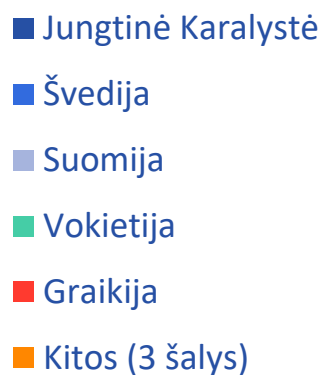 Jungtinė Karalystė
Švedija
Suomija
Vokietija
Graikija
Kitos (3 šalys)